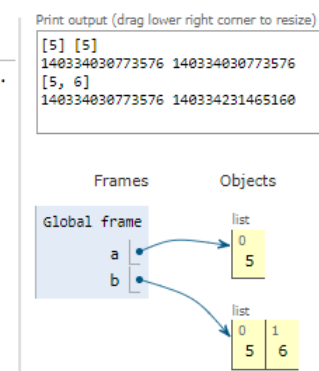 Print output (drag lower right corner to resize)
[5] [5]
140334030773576 140334030773576
[5, 6]
140334030773576 140334231465160
Frames Objects
Global frame
a
b
list
0
5
list
0 1
5 6
.